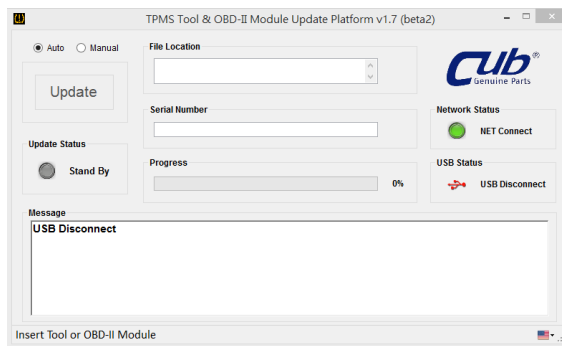 TPMS Tool & OBD-II Module Update Platform v1.7 (beta2)
Auto Manual
Update
Update Status
Stand By
File Location
Serial Number
Progress
0%
Cub®
Genuine Parts
Network Status
NET Connect
USB Status
USB Disconnect
Message
USB Disconnect
Insert Tool or OBD-II Module